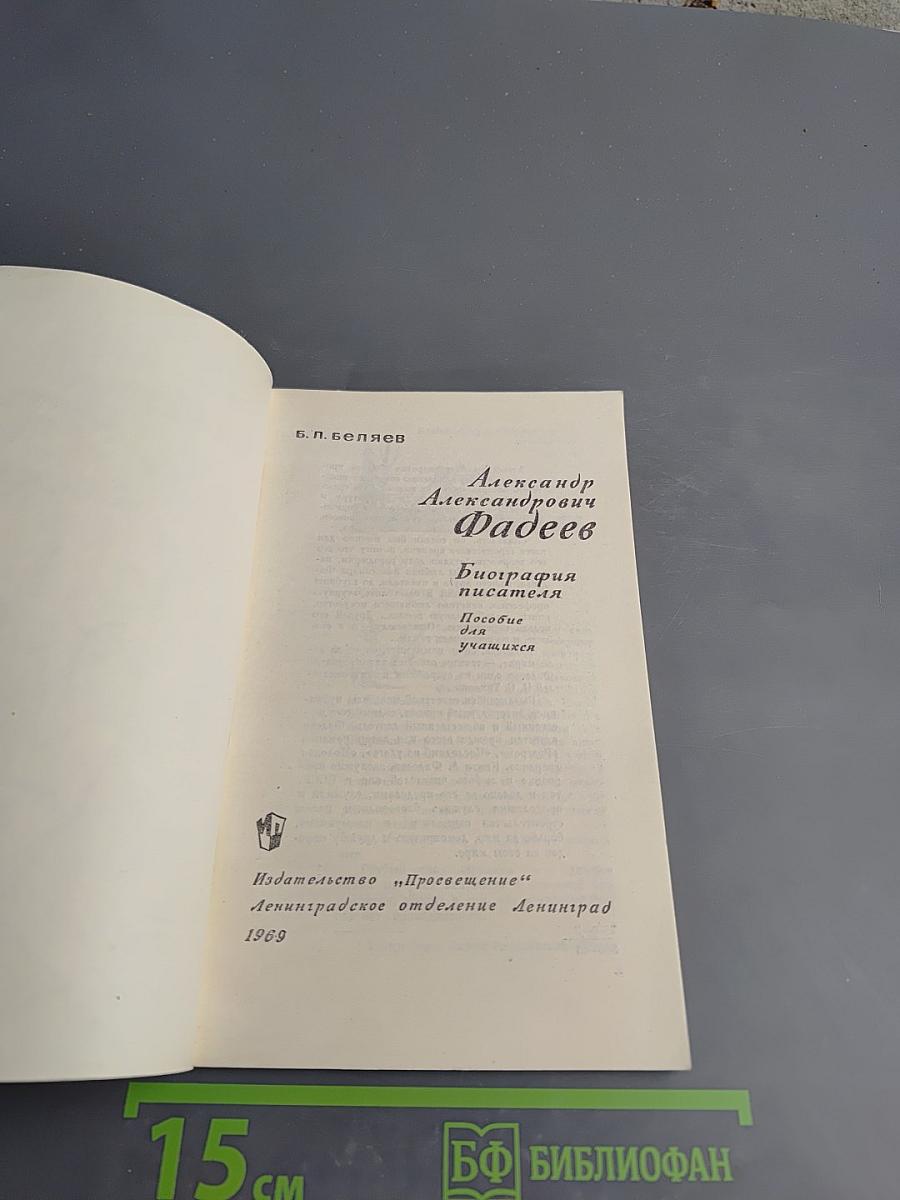 Б. Л. Беляев
Александр
Александрович
Фадеев
Биография
писателя
Пособие
для
учащихся
Издательство „Просвещение“
Ленинградское отделение Ленинград
1969
15 см
БФ БИБЛИОФАН